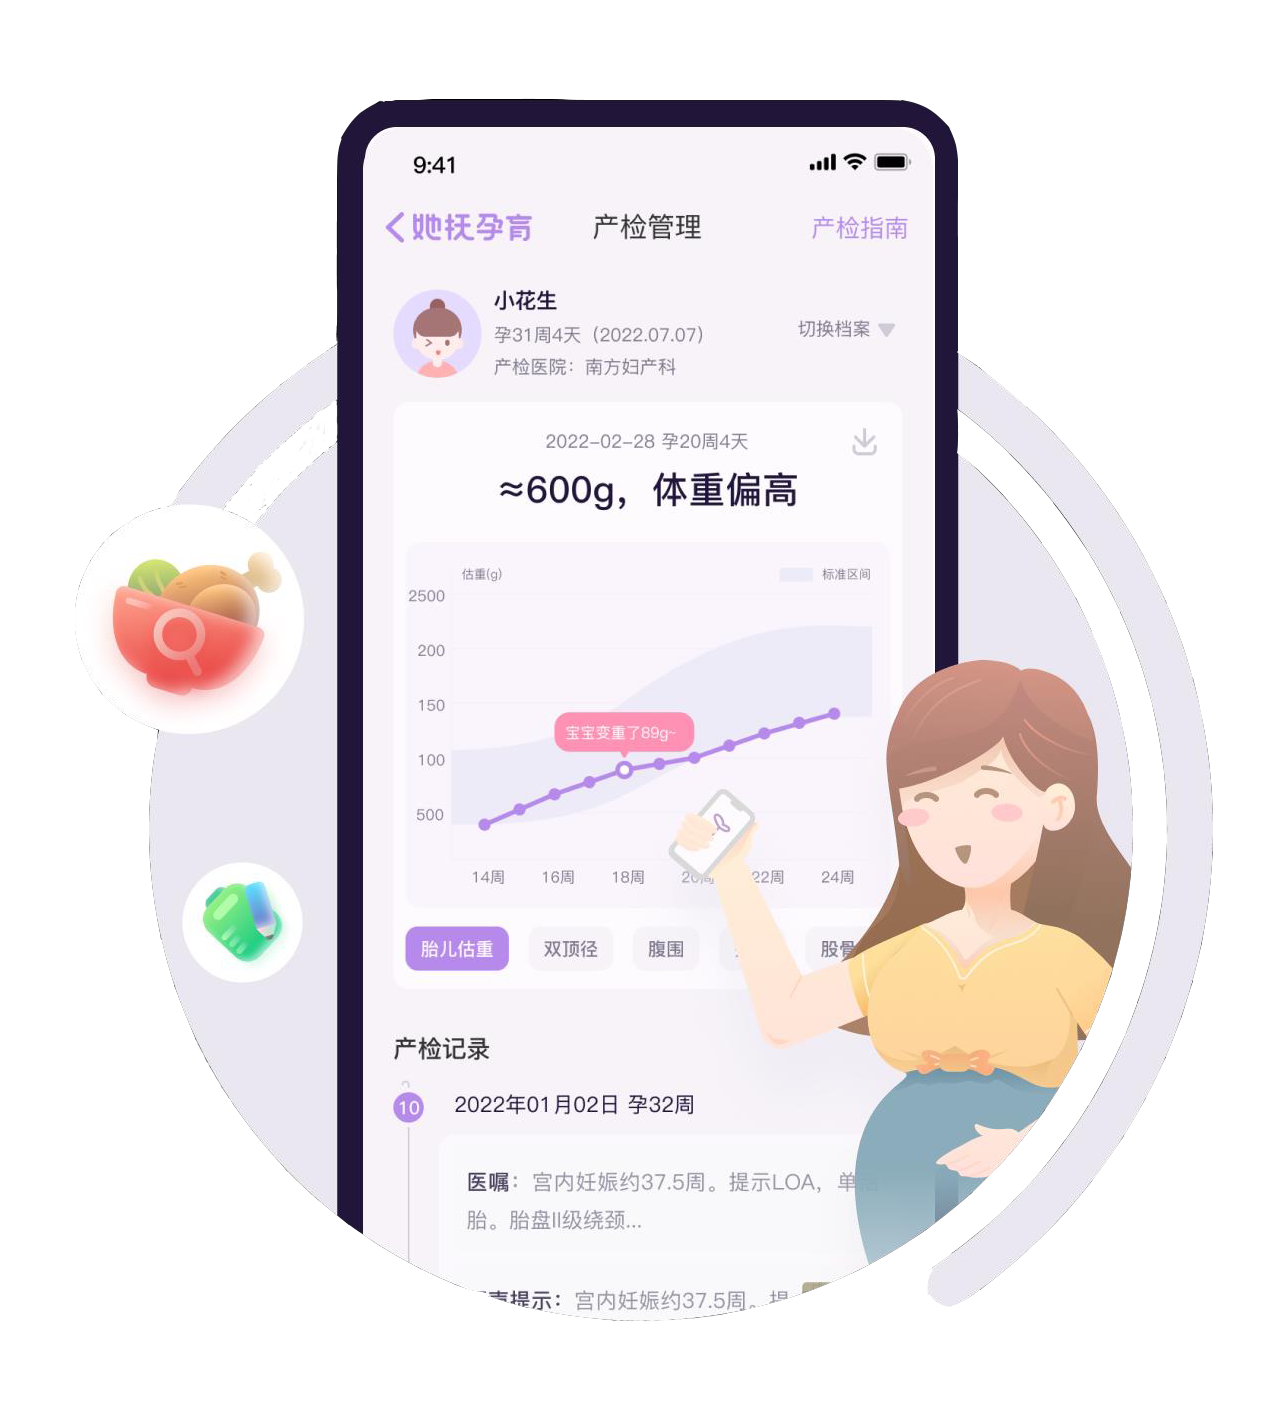 9:41
她抚孕育 产检管理 产检指南
小花生
孕31周4天（2022.07.07）
切换档案
产检医院：南方妇产科
2022-02-28 孕20周4天
≈600g，体重偏高
估重(g) 标准区间
2500
200
150
宝宝变重了89g~
100
500
14周 16周 18周 20周 22周 24周
胎儿估重 双顶径 腹围 股骨
产检记录
10 2022年01月02日 孕32周
医嘱：宫内妊娠约37.5周。提示LOA，单活
胎。胎盘II级绕颈...
提示：宫内妊娠约37.5周。提